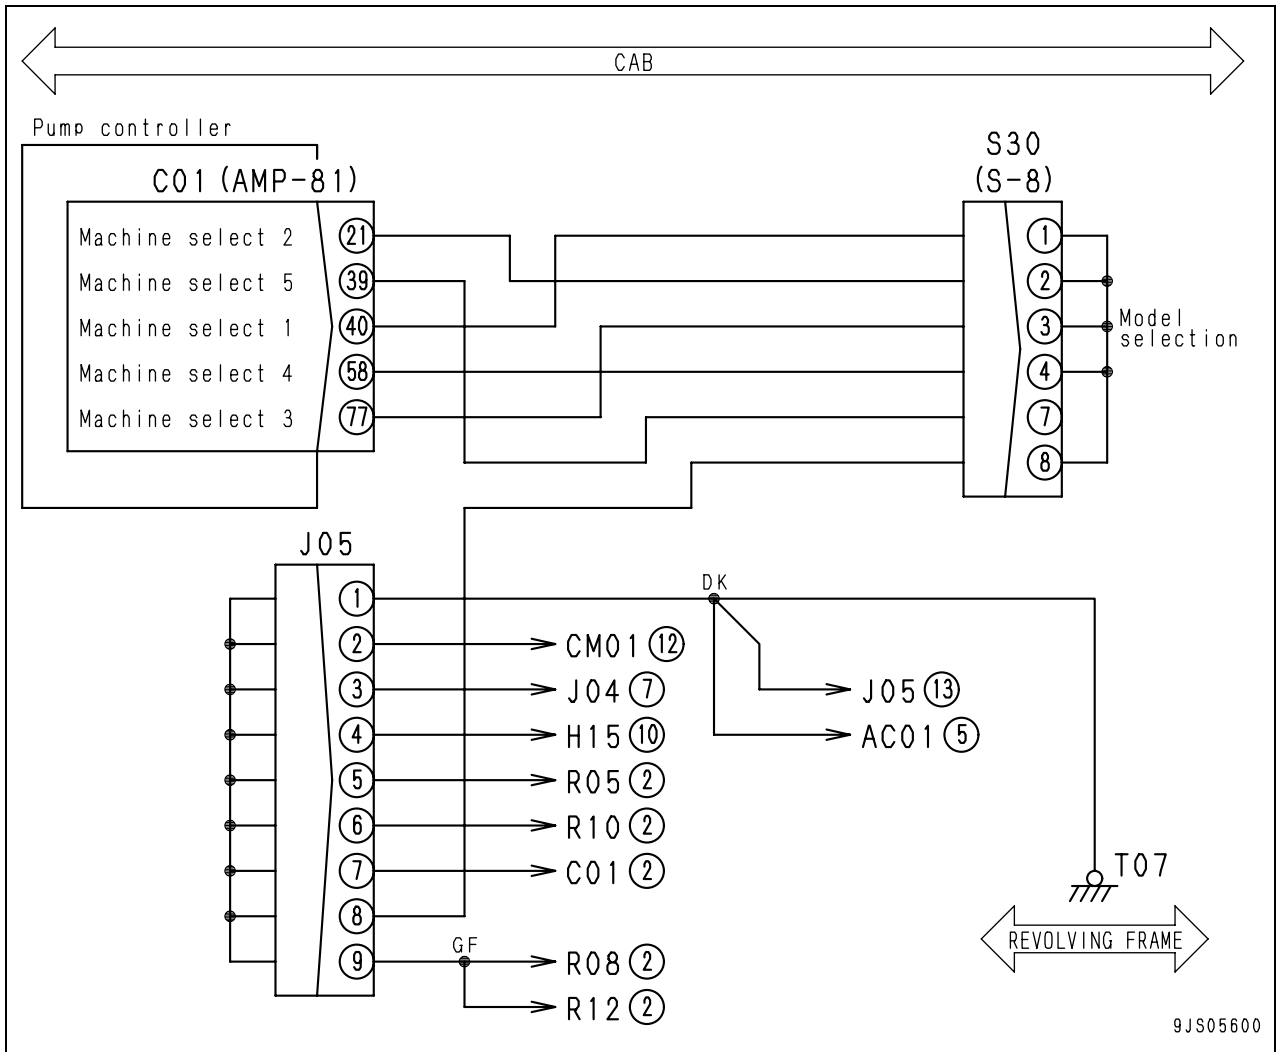 CAB
Pump controller
C01 (AMP-81)
S30
(S-8)
Machine select 2 21
Machine select 5 39
Machine select 1 40
Machine select 4 58
Machine select 3 77
1
2
3
4
7
8
Model
selection
J05
1
2 CM01 12
3 J04 7
4 H15 10
5 R05 2
6 R10 2
7 C01 2
8
9 GF R08 2
R12 2
DK
J05 13
AC01 5
T07
REVOLVING FRAME
9JS05600